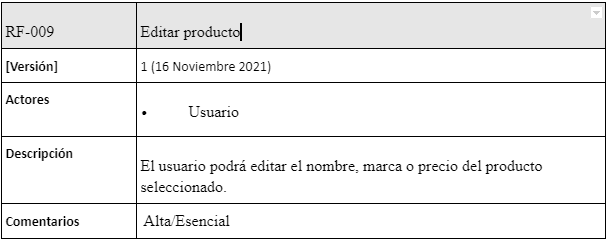 RF-009 Editar producto
[Versión] 1 (16 Noviembre 2021)
Actores
• Usuario
Descripción
El usuario podrá editar el nombre, marca o precio del producto
seleccionado.
Comentarios Alta/Esencial